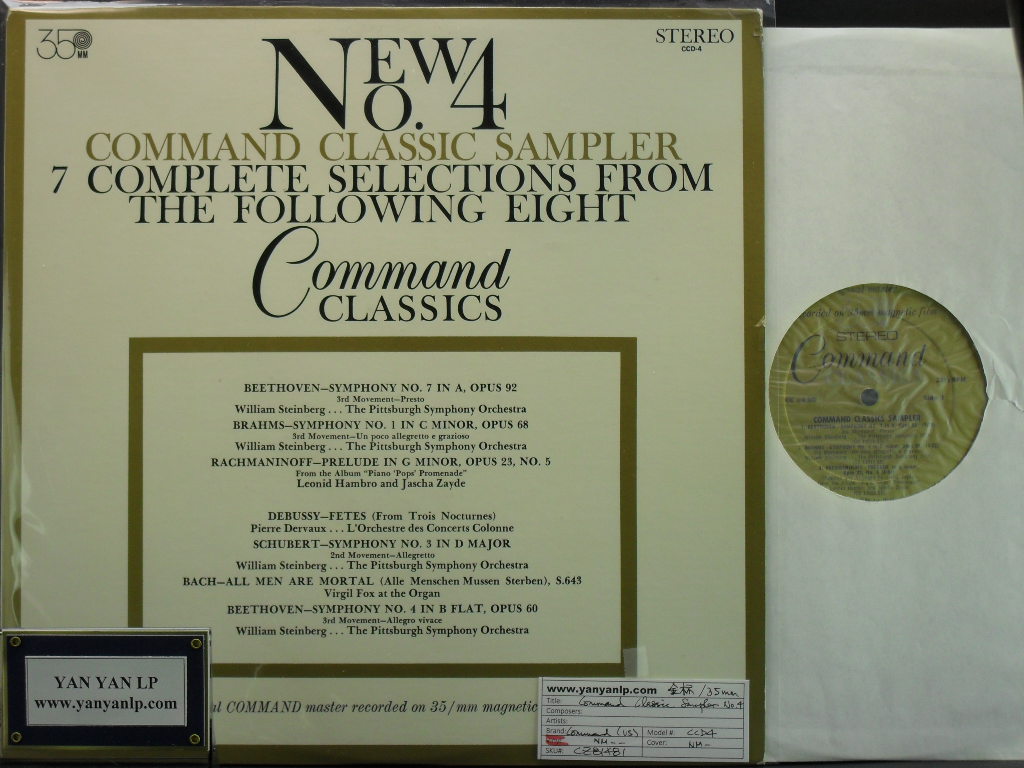 35
MM
STEREO
CCD-4
NEW
NO. 4
COMMAND CLASSIC SAMPLER
7 COMPLETE SELECTIONS FROM
THE FOLLOWING EIGHT
Command
CLASSICS
BEETHOVEN—SYMPHONY NO. 7 IN A, OPUS 92
3rd Movement—Presto
William Steinberg . . . The Pittsburgh Symphony Orchestra
BRAHMS—SYMPHONY NO. 1 IN C MINOR, OPUS 68
3rd Movement—Un poco allegretto e grazioso
William Steinberg . . . The Pittsburgh Symphony Orchestra
RACHMANINOFF—PRELUDE IN G MINOR, OPUS 23, NO. 5
From the Album "Piano 'Pops' Promenade"
Leonid Hambro and Jascha Zayde
DEBUSSY—FETES (From Trois Nocturnes)
Pierre Dervaux . . . L'Orchestre des Concerts Colonne
SCHUBERT—SYMPHONY NO. 3 IN D MAJOR
2nd Movement—Allegretto
William Steinberg . . . The Pittsburgh Symphony Orchestra
BACH—ALL MEN ARE MORTAL (Alle Menschen Mussen Sterben), S.643
Virgil Fox at the Organ
BEETHOVEN—SYMPHONY NO. 4 IN B FLAT, OPUS 60
3rd Movement—Allegro vivace
William Steinberg . . . The Pittsburgh Symphony Orchestra
COMMAND master recorded on 35/mm magnetic
YAN YAN LP
www.yanyanlp.com
www.yanyanlp.com /35mm
Title: Command Classic Sampler No 4
Composers:
Artists:
Brand: Command (US) Model #: CCD4
NM-- Cover: NM-
SKU#:
recorded on 35mm magnetic film
STEREO
Command
COMMAND CLASSICS SAMPLER